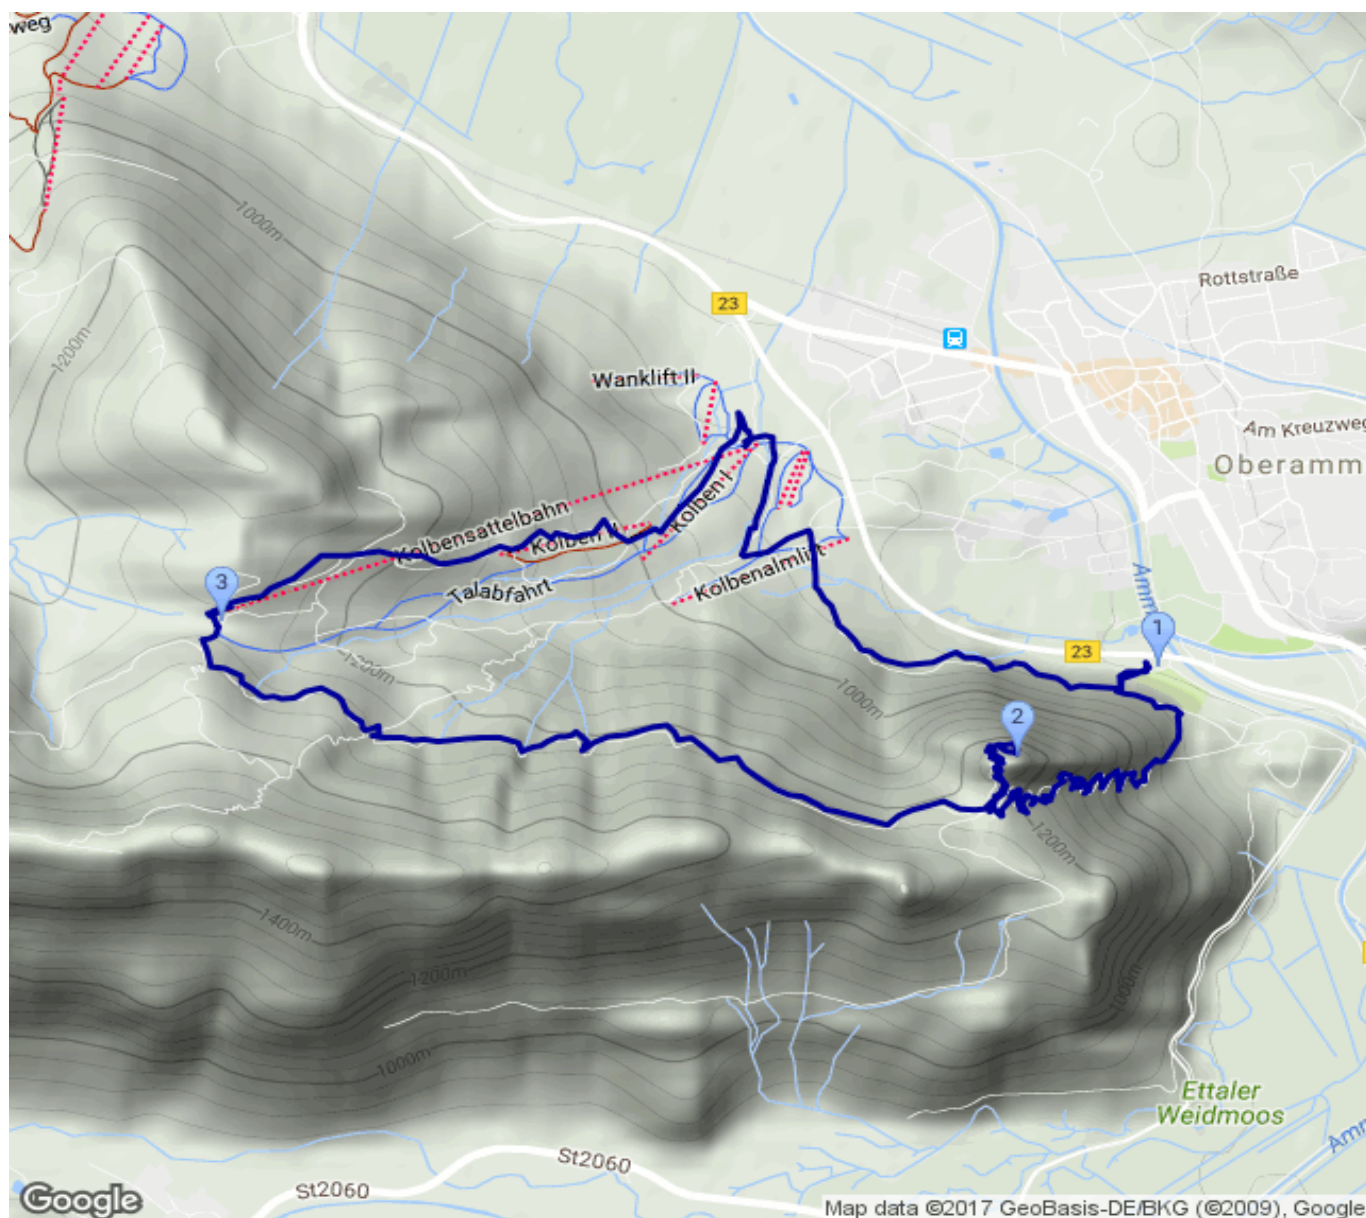 weg
1000m
Rottstraße
1200m
23
Wanklift II
Am Kreuzweg
Oberamm
Kolbensattelbahn
Kolben I
Kolben II
Kolbenalmlift
Talabfahrt
3
Amm
1
23
1200m
1000m
2
1200m
1400m
1200m
1000m
1000m
Ettaler
Weidmoos
Amm
St2060
St2060
Google
Map data ©2017 GeoBasis-DE/BKG (©2009), Google